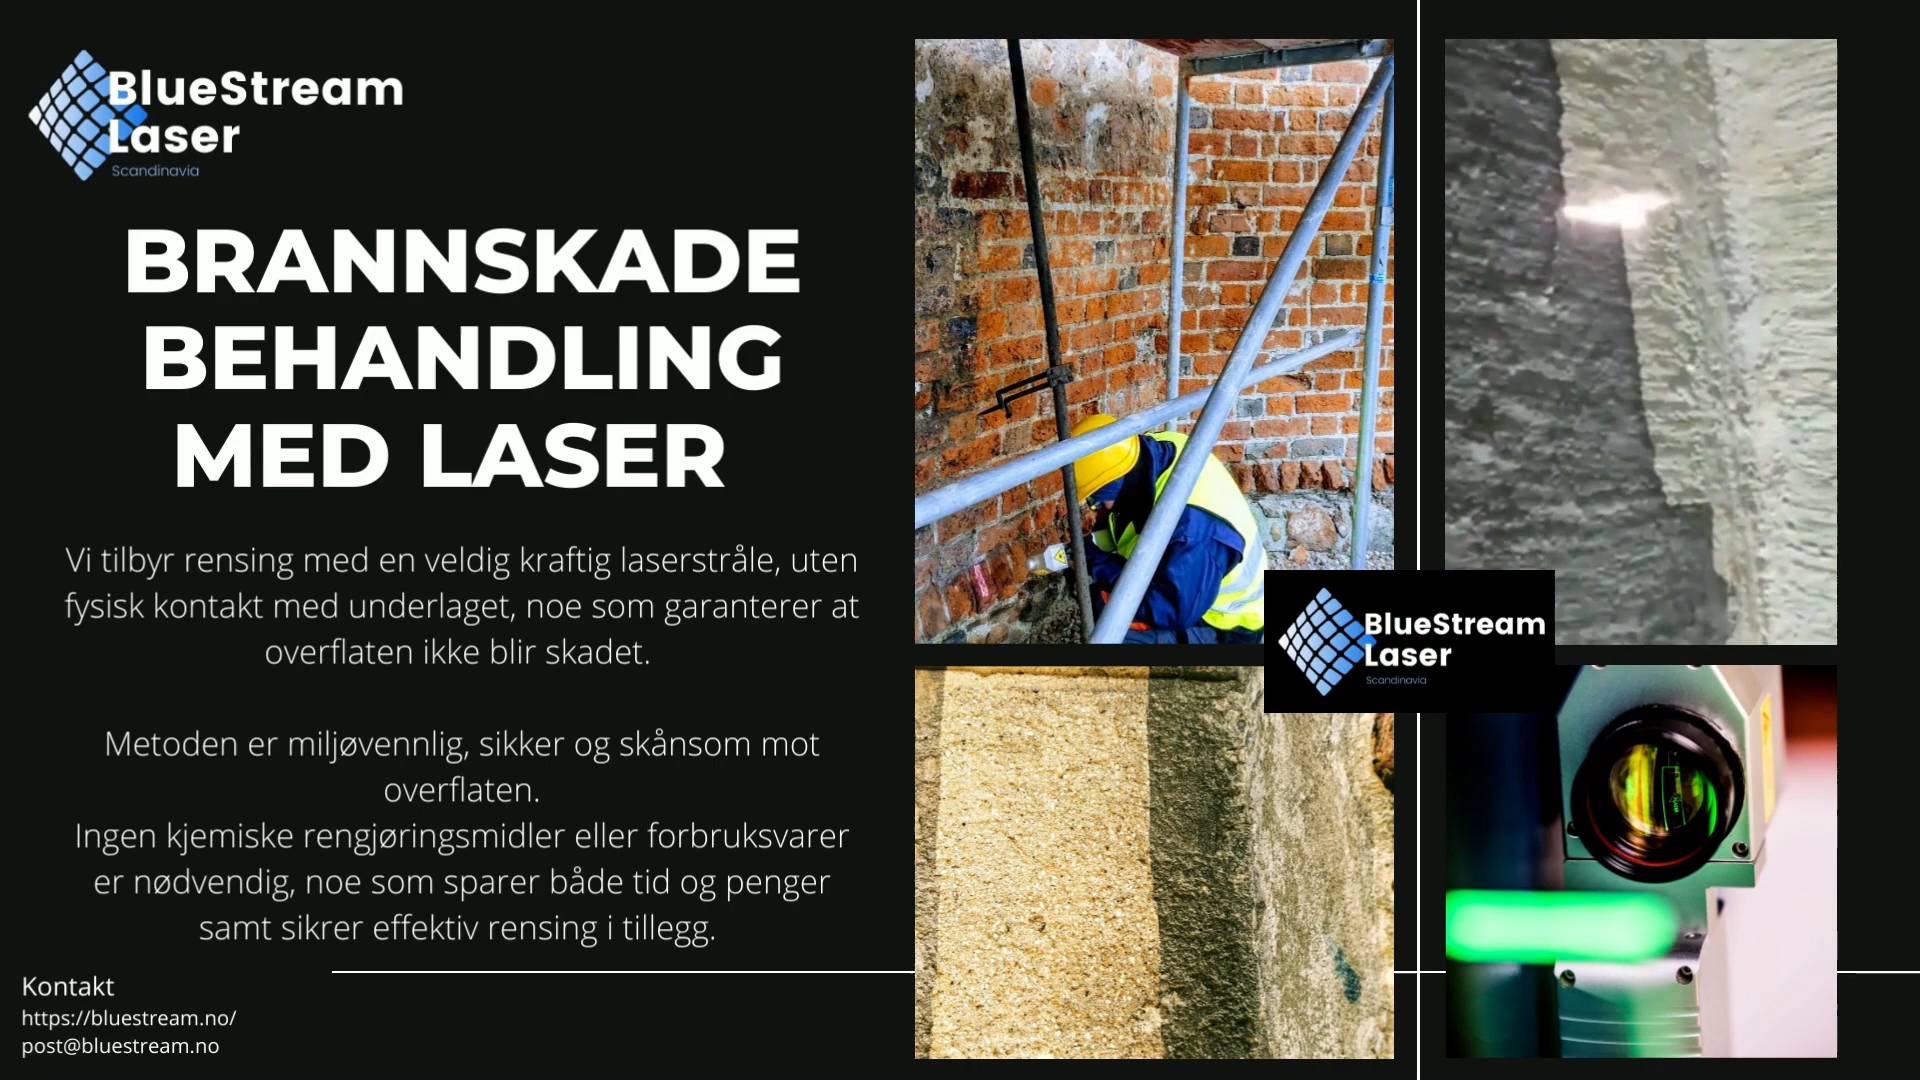 BlueStream
Laser
Scandinavia
BRANNSKADE
BEHANDLING
MED LASER
Vi tilbyr rensing med en veldig kraftig laserstråle, uten
fysisk kontakt med underlaget, noe som garanterer at
overflaten ikke blir skadet.
Metoden er miljøvennlig, sikker og skånsom mot
overflaten.
Ingen kjemiske rengjøringsmidler eller forbruksvarer
er nødvendig, noe som sparer både tid og penger
samt sikrer effektiv rensing i tillegg.
Kontakt
https://bluestream.no/
post@bluestream.no
BlueStream
Laser
Scandinavia